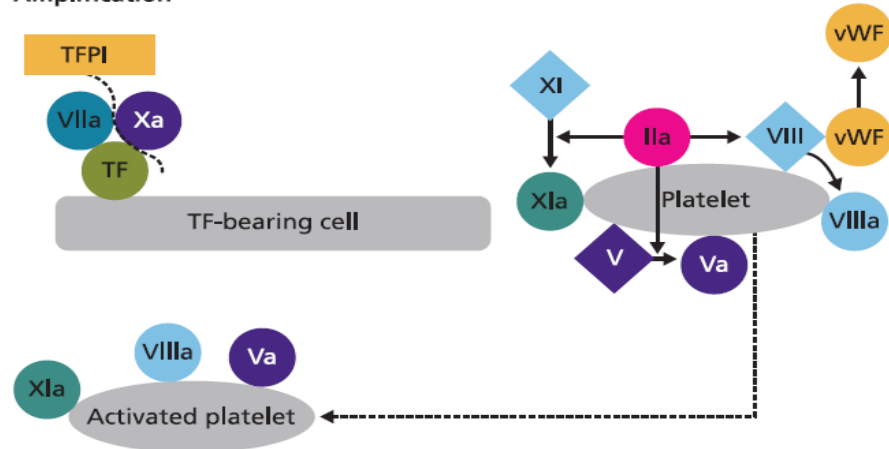 Amplification
TFPI
VIIa
Xa
TF
TF-bearing cell
vWF
XI
IIa
VIII
vWF
XIa
Platelet
VIIIa
V
Va
VIIIa
Va
XIa
Activated platelet